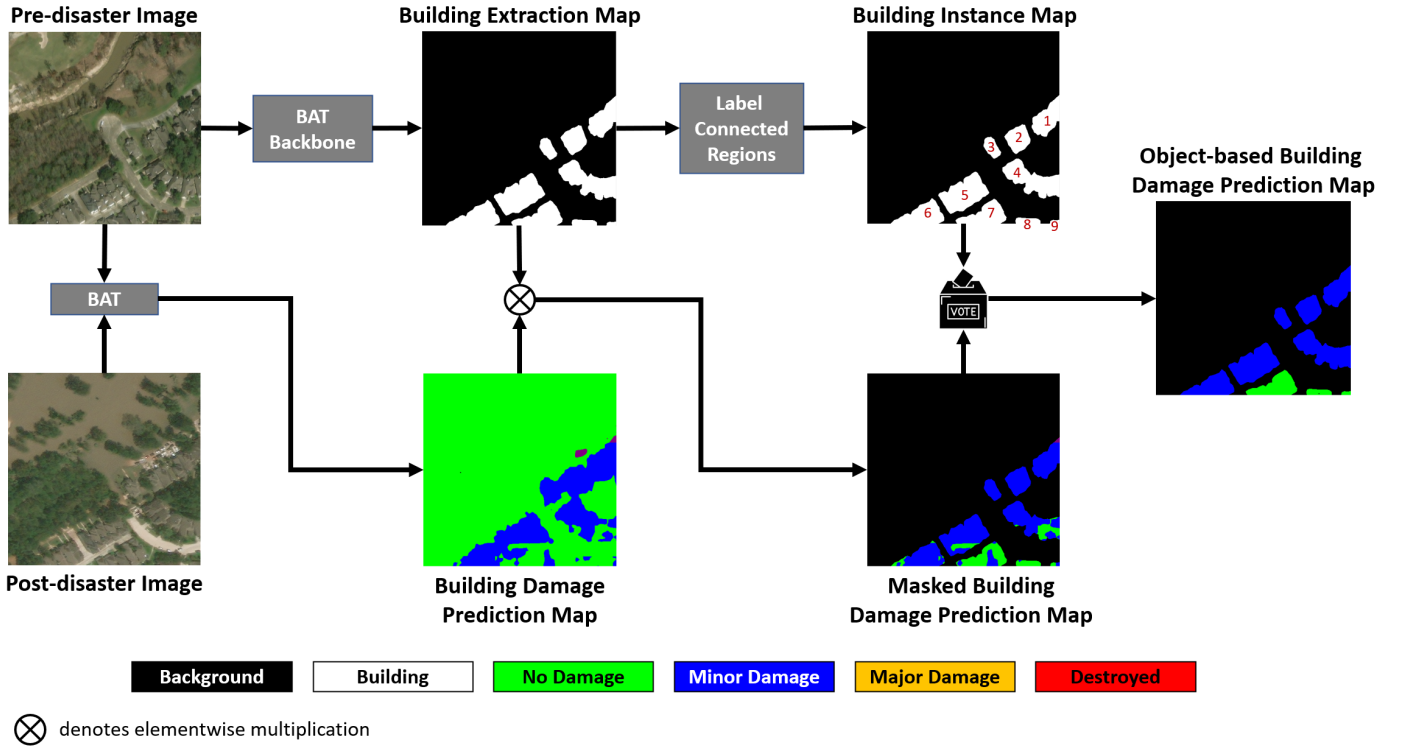 Pre-disaster Image
Building Extraction Map
Building Instance Map
BAT
Backbone
Label
Connected
Regions
1
2
3
4
5
6
7
8
9
Object-based Building
Damage Prediction Map
BAT
VOTE
Post-disaster Image
Building Damage
Prediction Map
Masked Building
Damage Prediction Map
Background
Building
No Damage
Minor Damage
Major Damage
Destroyed
denotes elementwise multiplication